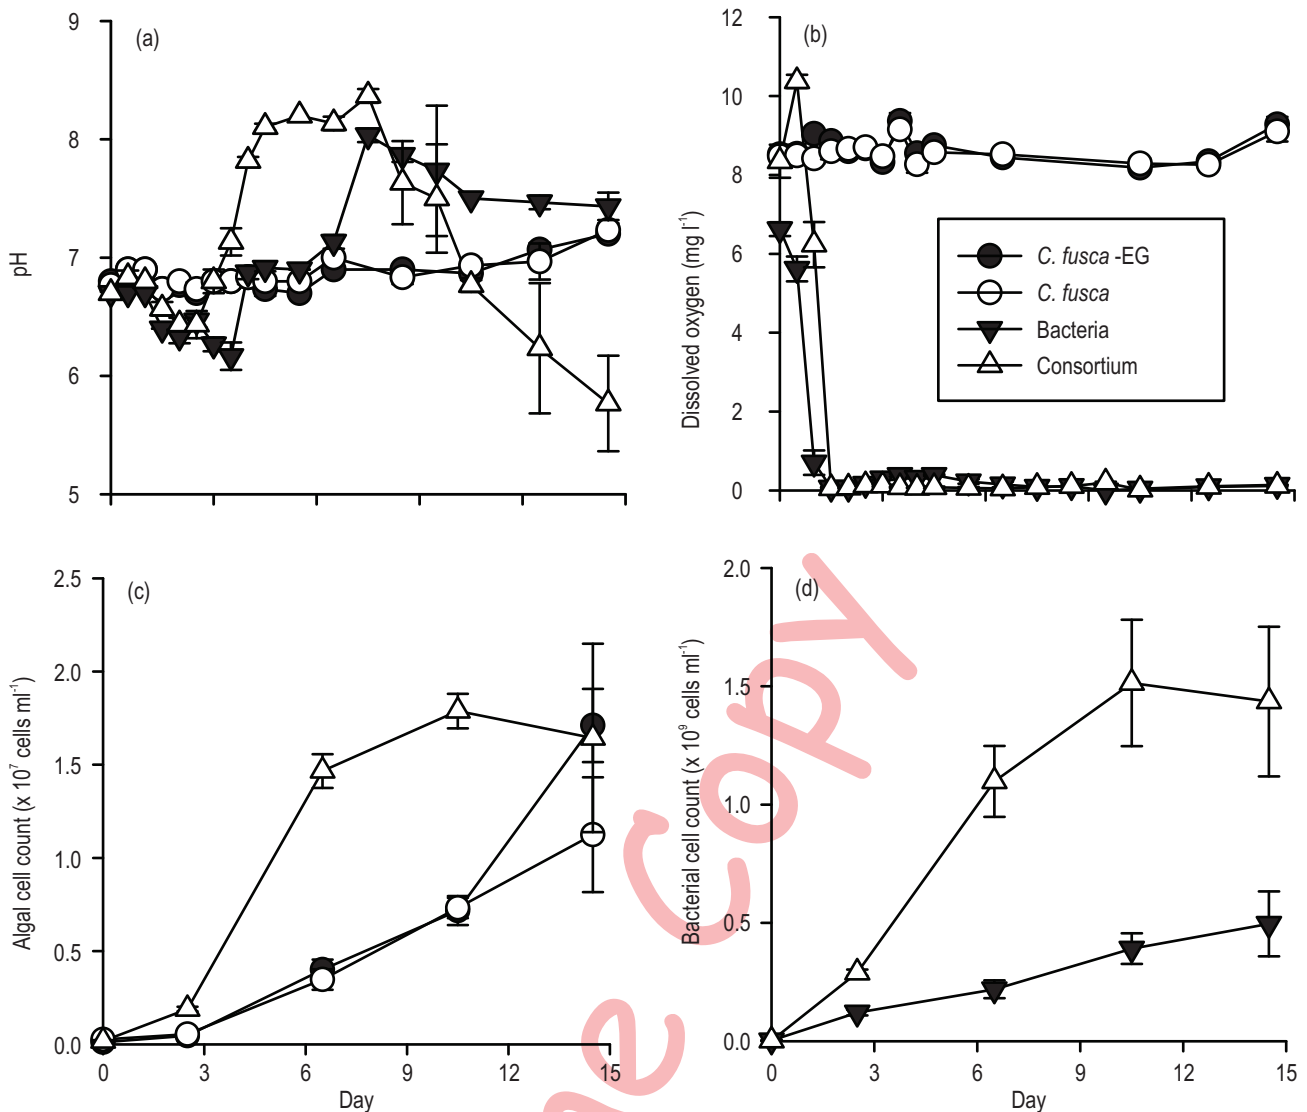 (a)
9
8
7
6
5
pH
(b)
12
10
8
6
4
2
0
Dissolved oxygen (mg l⁻¹)
C. fusca -EG
C. fusca
Bacteria
Consortium
(c)
2.5
2.0
1.5
1.0
0.5
0.0
Algal cell count (x 10⁷ cells ml⁻¹)
0 3 6 9 12 15
Day
(d)
2.0
1.5
1.0
0.5
0.0
Bacterial cell count (x 10⁹ cells ml⁻¹)
0 3 6 9 12 15
Day
Copy